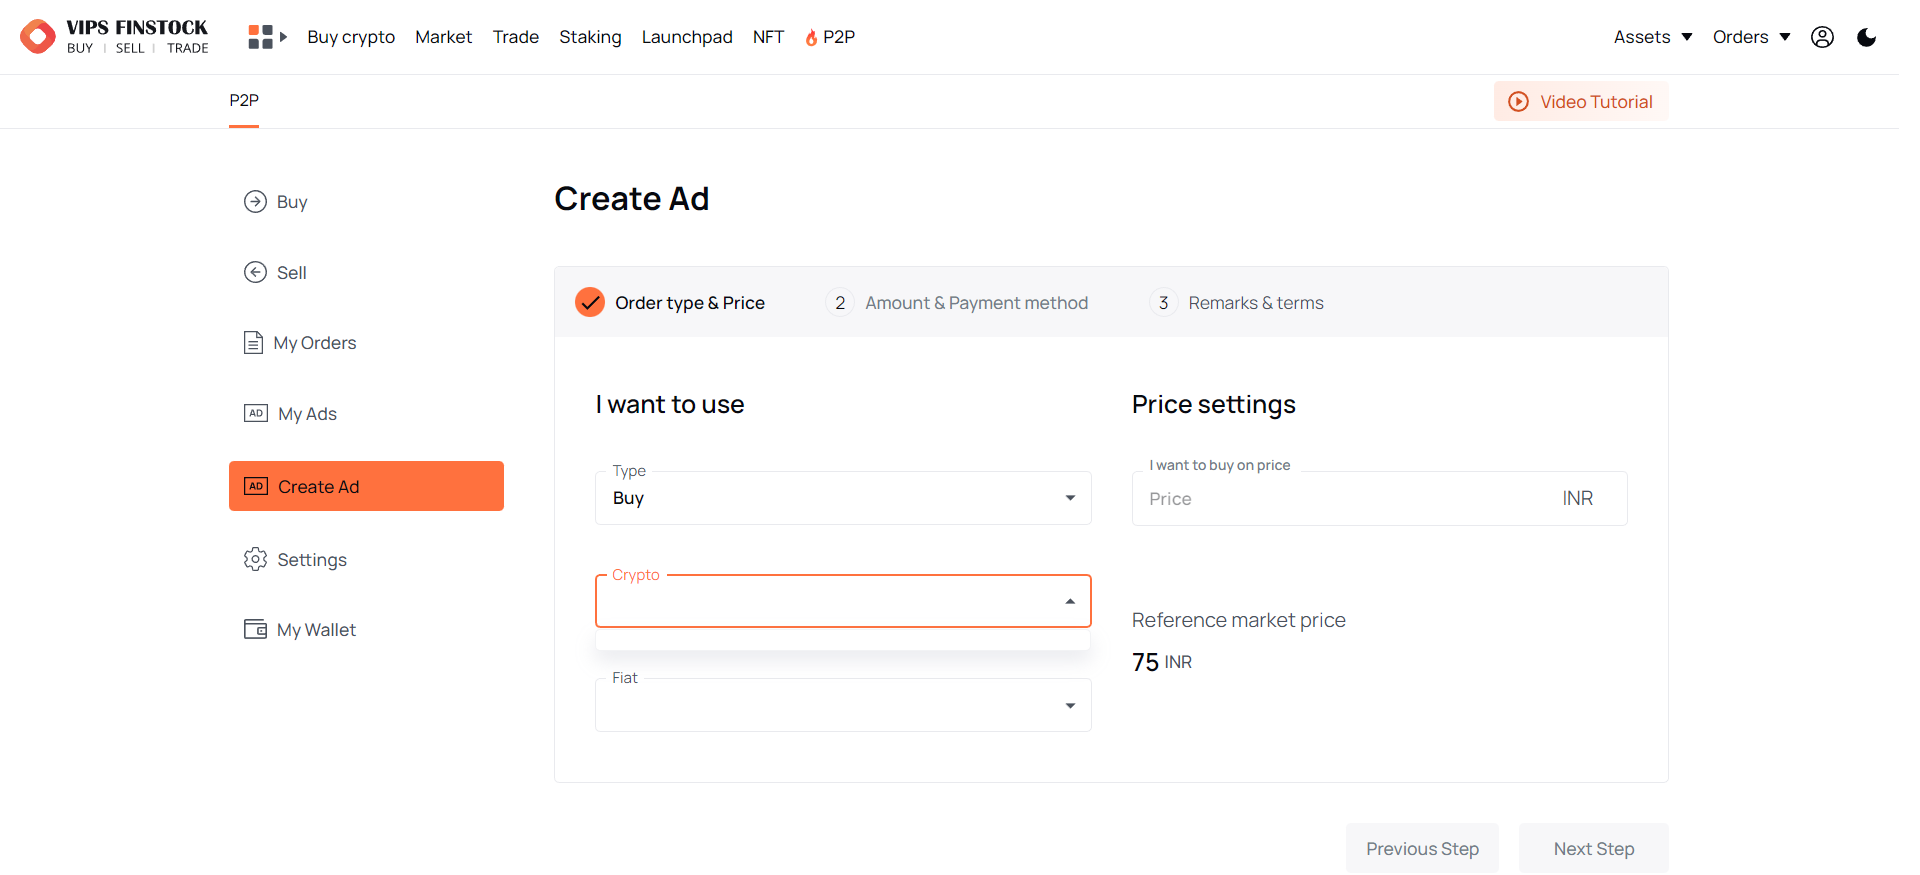 VIPS FINSTOCK
BUY | SELL | TRADE
Buy crypto Market Trade Staking Launchpad NFT P2P
Assets Orders
P2P
Video Tutorial
Buy
Sell
My Orders
AD My Ads
AD Create Ad
Settings
My Wallet
Create Ad
Order type & Price 2 Amount & Payment method 3 Remarks & terms
I want to use
Type
Buy
Crypto
Fiat
Price settings
I want to buy on price
Price INR
Reference market price
75 INR
Previous Step Next Step